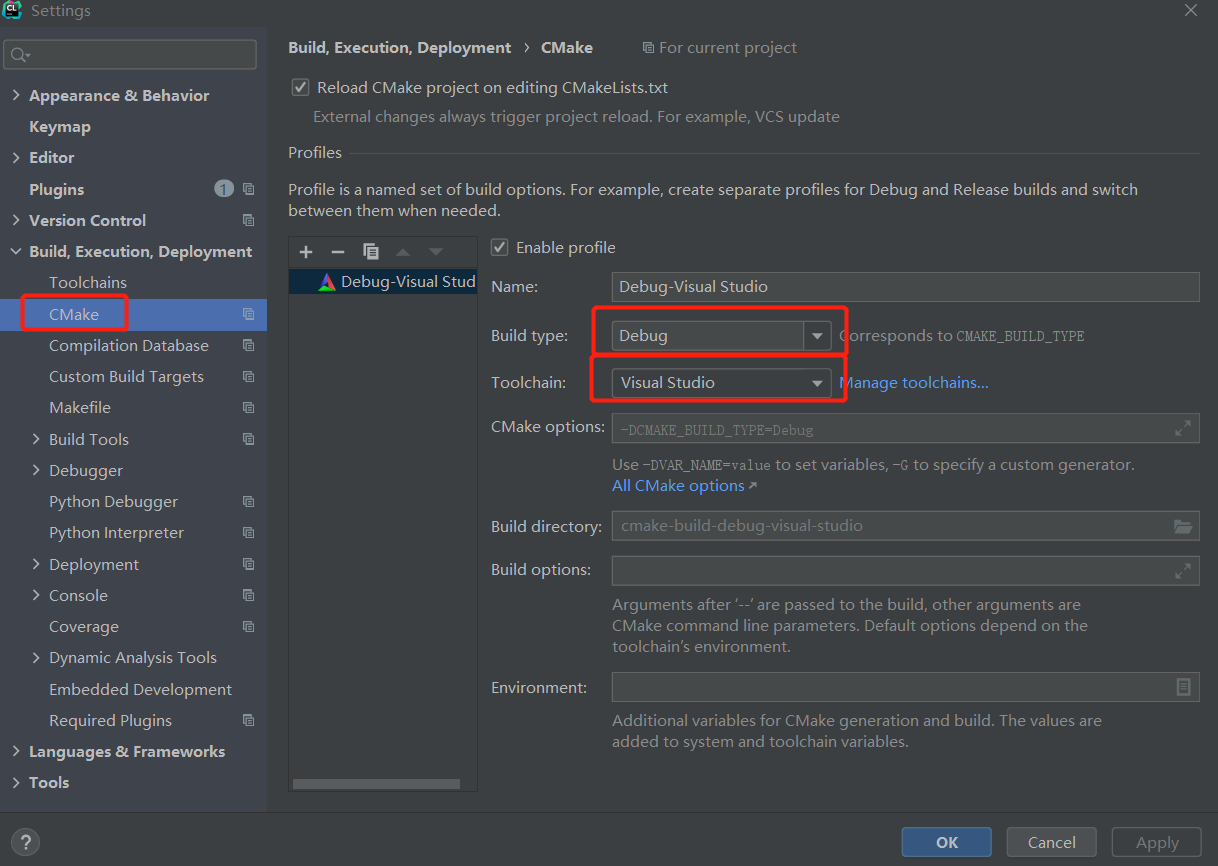 CL
Settings
Build, Execution, Deployment › CMake
For current project
Reload CMake project on editing CMakeLists.txt
External changes always trigger project reload. For example, VCS update
Appearance & Behavior
Keymap
Editor
Plugins
1
Version Control
Build, Execution, Deployment
Toolchains
CMake
Compilation Database
Custom Build Targets
Makefile
Build Tools
Debugger
Python Debugger
Python Interpreter
Deployment
Console
Coverage
Dynamic Analysis Tools
Embedded Development
Required Plugins
Languages & Frameworks
Tools
Profiles
Profile is a named set of build options. For example, create separate profiles for Debug and Release builds and switch
between them when needed.
Debug-Visual Stud
Enable profile
Name: Debug-Visual Studio
Build type: Debug Corresponds to CMAKE_BUILD_TYPE
Toolchain: Visual Studio Manage toolchains...
CMake options: -DCMAKE_BUILD_TYPE=Debug
Use -DVAR_NAME=value to set variables, -G to specify a custom generator.
All CMake options ↗
Build directory: cmake-build-debug-visual-studio
Build options:
Arguments after '--' are passed to the build, other arguments are
CMake command line parameters. Default options depend on the
toolchain's environment.
Environment:
Additional variables for CMake generation and build. The values are
added to system and toolchain variables.
?
OK
Cancel
Apply